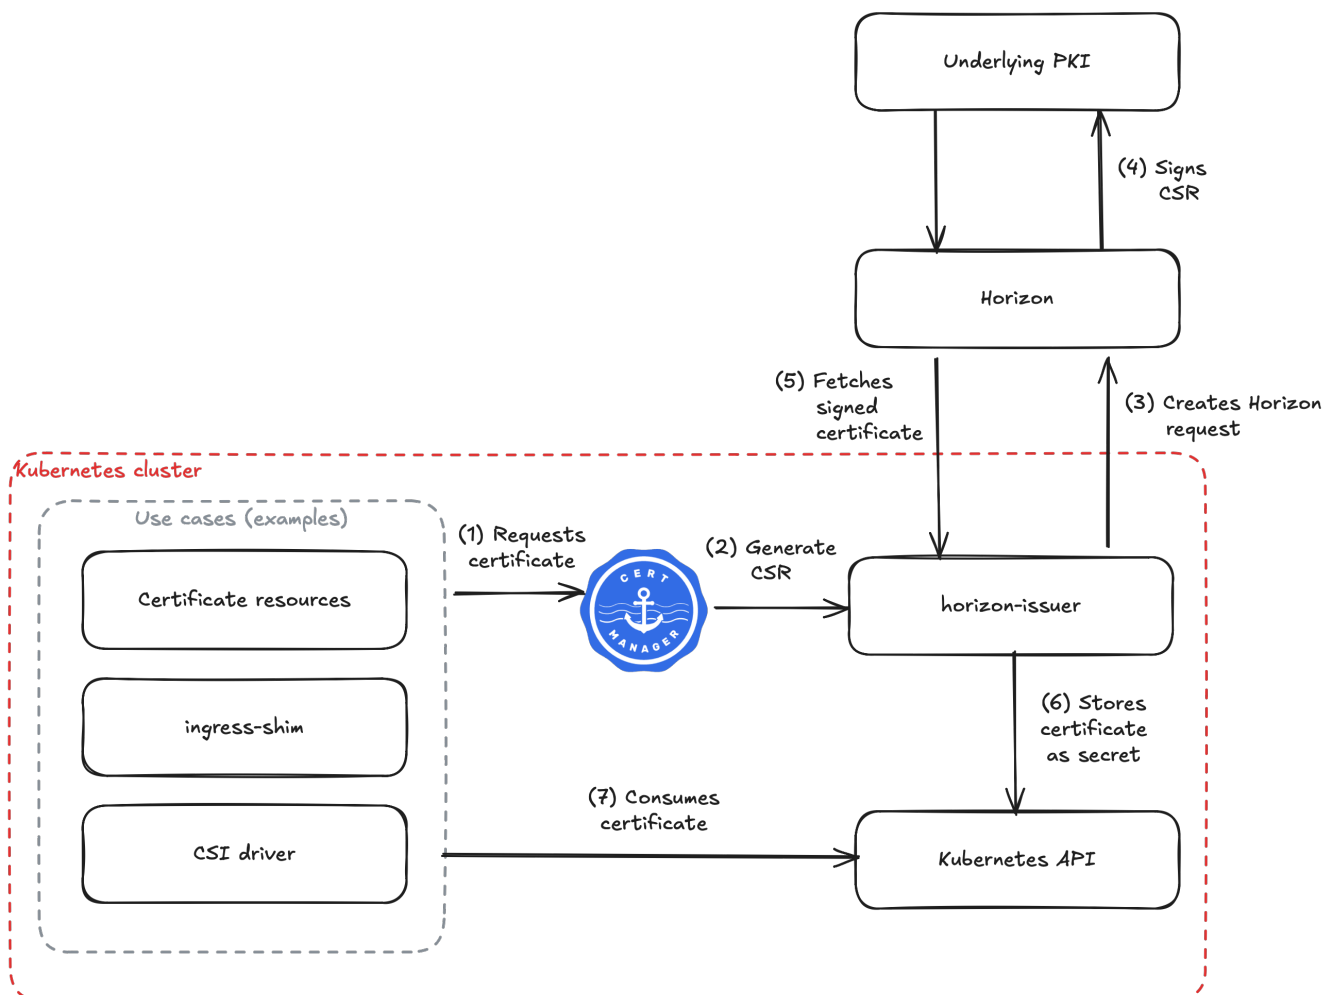 Underlying PKI
(4) Signs
CSR
Horizon
(5) Fetches
signed
certificate
(3) Creates Horizon
request
Kubernetes cluster
Use cases (examples)
(1) Requests
certificate
(2) Generate
CSR
CERT
MANAGER
Certificate resources
horizon-issuer
ingress-shim
(6) Stores
certificate
as secret
(7) Consumes
certificate
CSI driver
Kubernetes API